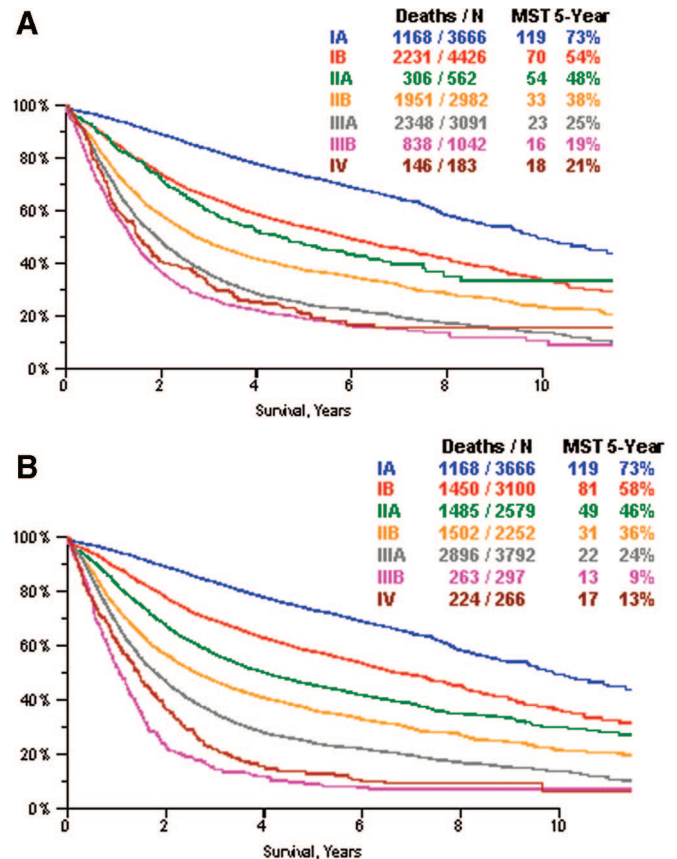 A
Deaths / N MST 5-Year
IA 1168 / 3666 119 73%
IB 2231 / 4426 70 54%
IIA 306 / 562 54 48%
IIB 1951 / 2982 33 38%
IIIA 2348 / 3091 23 25%
IIIB 838 / 1042 16 19%
IV 146 / 183 18 21%
100%
80%
60%
40%
20%
0%
0 2 4 6 8 10
Survival, Years
B
Deaths / N MST 5-Year
IA 1168 / 3666 119 73%
IB 1450 / 3100 81 58%
IIA 1485 / 2579 49 46%
IIB 1502 / 2252 31 36%
IIIA 2896 / 3792 22 24%
IIIB 263 / 297 13 9%
IV 224 / 266 17 13%
100%
80%
60%
40%
20%
0%
0 2 4 6 8 10
Survival, Years